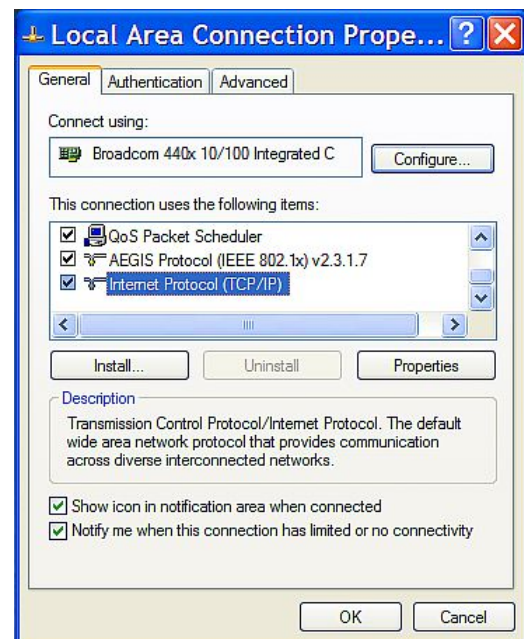 Local Area Connection Prope...
General Authentication Advanced
Connect using:
Broadcom 440x 10/100 Integrated C Configure...
This connection uses the following items:
QoS Packet Scheduler
AEGIS Protocol (IEEE 802.1x) v2.3.1.7
Internet Protocol (TCP/IP)
Install... Uninstall Properties
Description
Transmission Control Protocol/Internet Protocol. The default
wide area network protocol that provides communication
across diverse interconnected networks.
Show icon in notification area when connected
Notify me when this connection has limited or no connectivity
OK Cancel